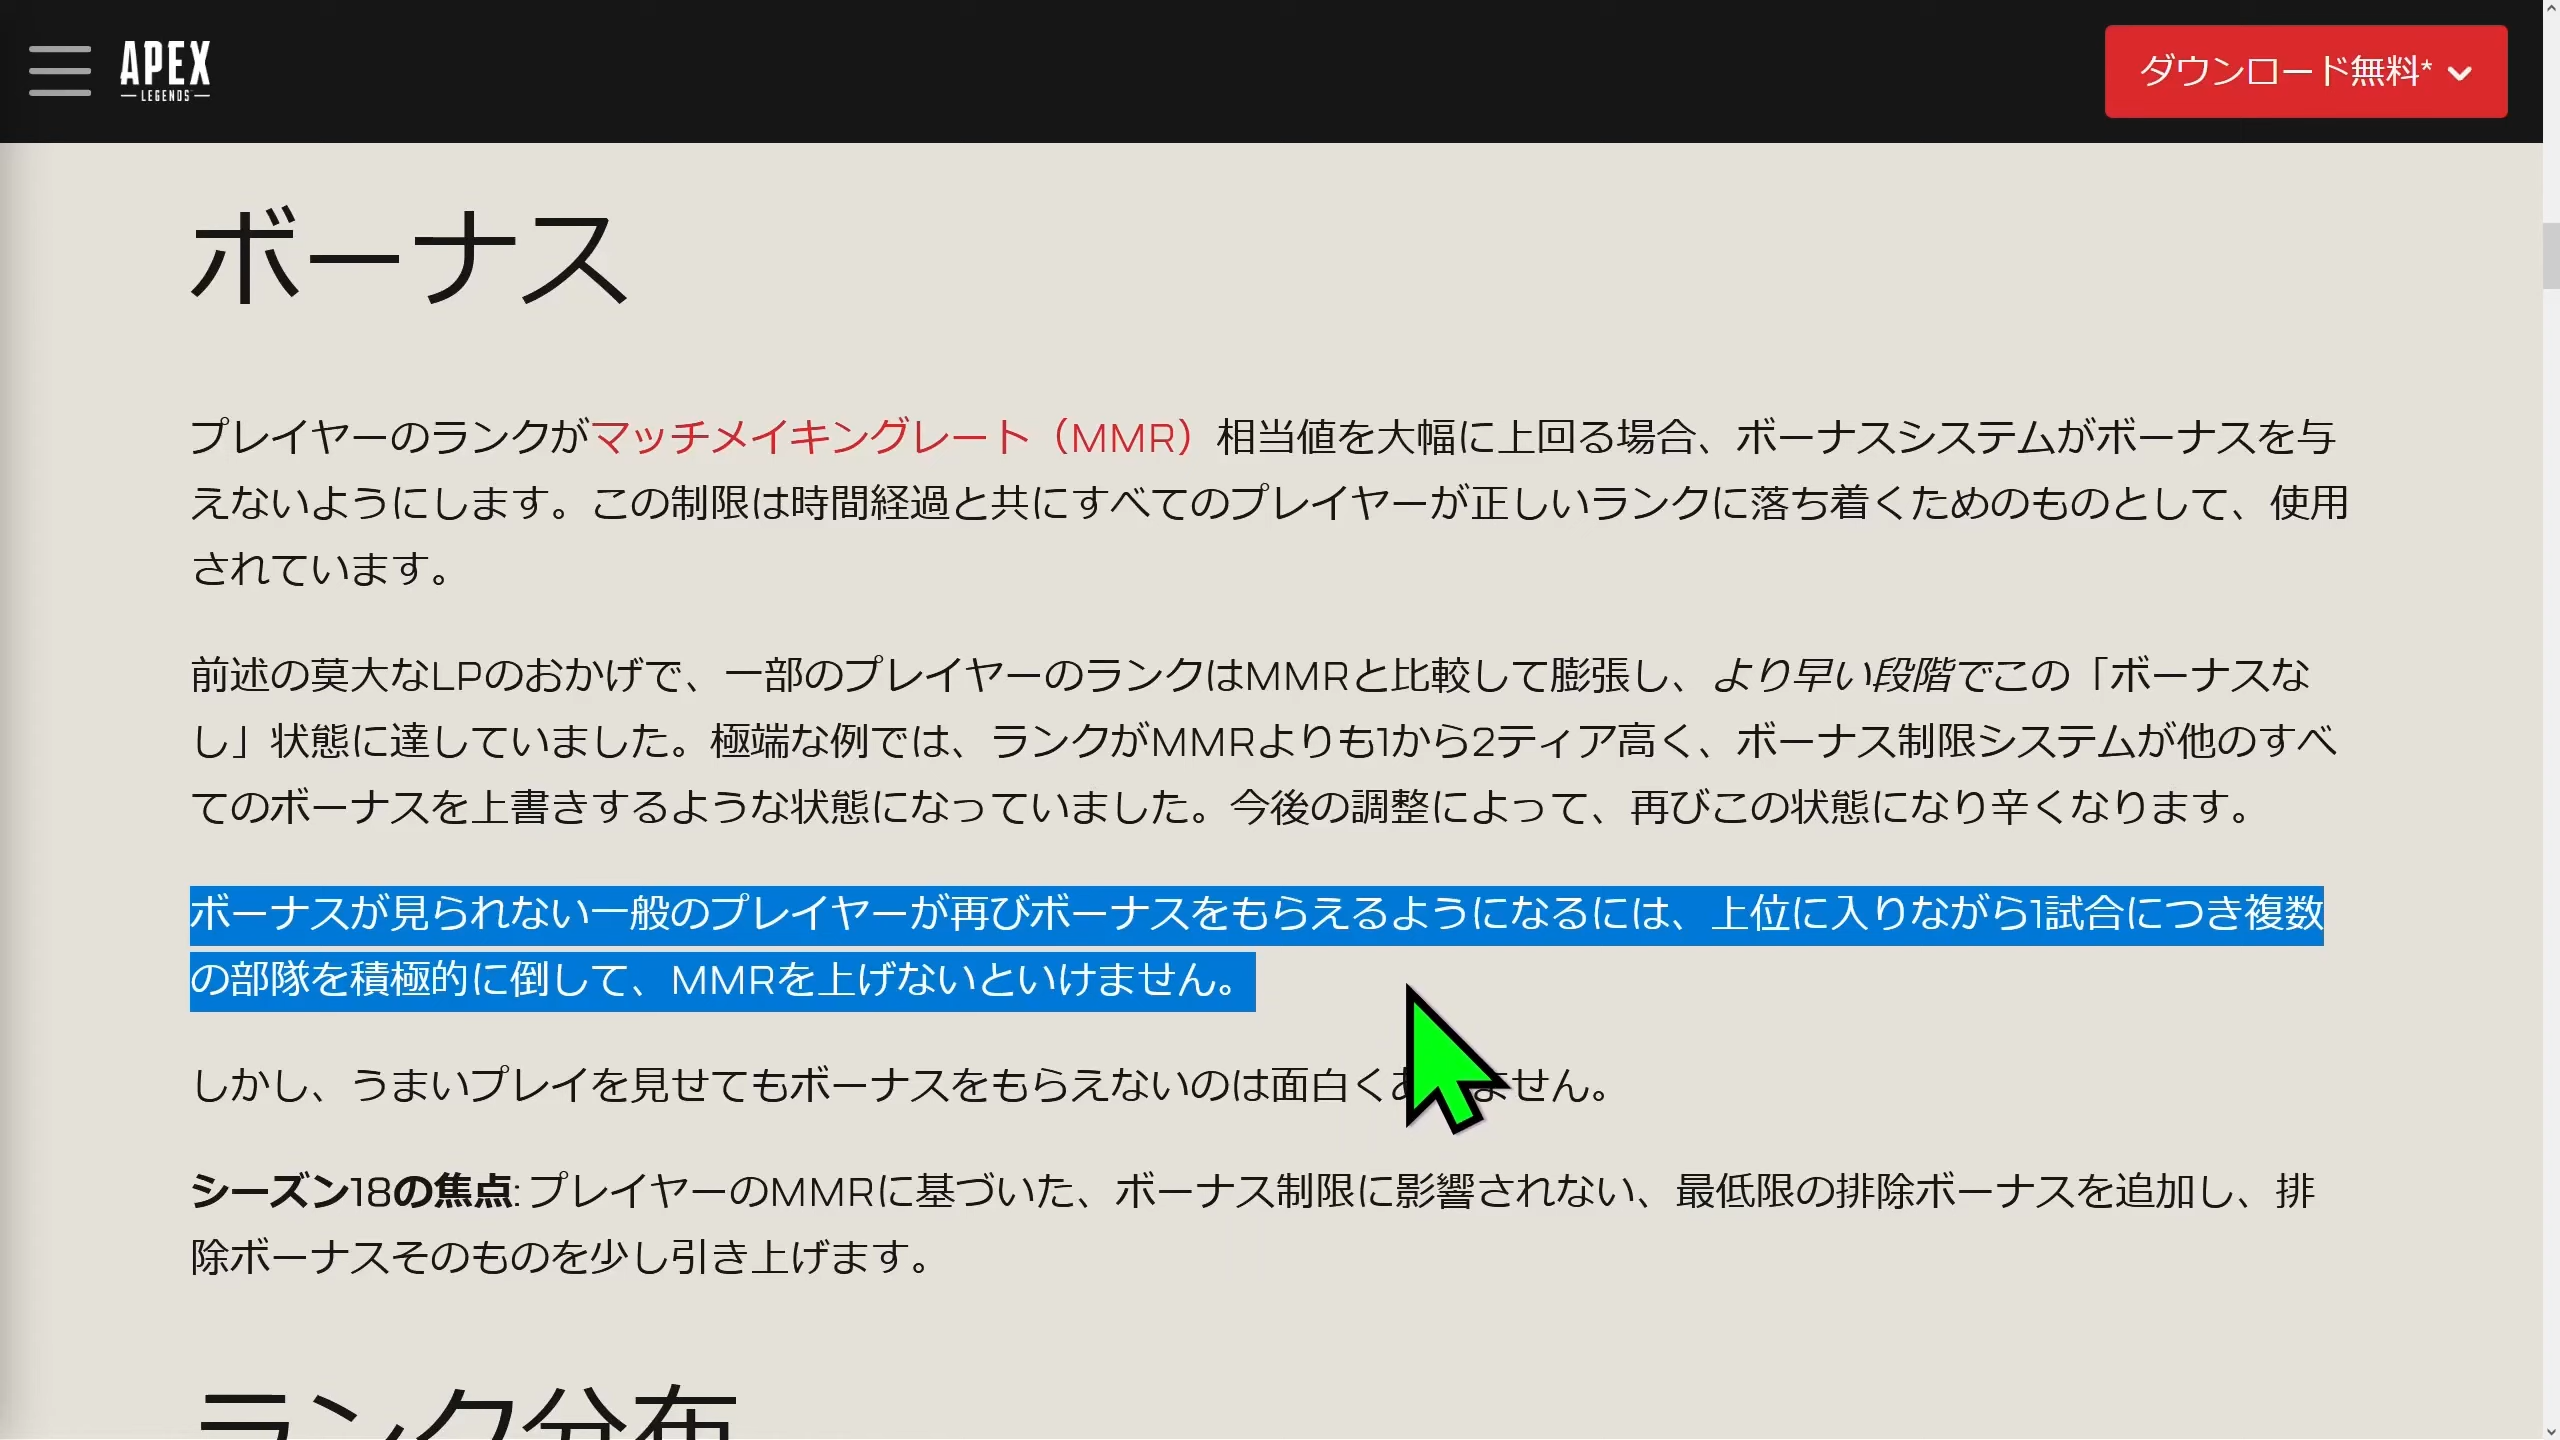 APEX
LEGENDS
ダウンロード無料*
ボーナス
プレイヤーのランクがマッチメイキングレート（MMR）相当値を大幅に上回る場合、ボーナスシステムがボーナスを与
えないようにします。この制限は時間経過と共にすべてのプレイヤーが正しいランクに落ち着くためのものとして、使用
されています。
前述の莫大なLPのおかげで、一部のプレイヤーのランクはMMRと比較して膨張し、より早い段階でこの「ボーナスな
し」状態に達していました。極端な例では、ランクがMMRよりも1から2ティア高く、ボーナス制限システムが他のすべ
てのボーナスを上書きするような状態になっていました。今後の調整によって、再びこの状態になり辛くなります。
ボーナスが見られない一般のプレイヤーが再びボーナスをもらえるようになるには、上位に入りながら1試合につき複数
の部隊を積極的に倒して、MMRを上げないといけません。
しかし、うまいプレイを見せてもボーナスをもらえないのは面白くありません。
シーズン18の焦点: プレイヤーのMMRに基づいた、ボーナス制限に影響されない、最低限の排除ボーナスを追加し、排
除ボーナスそのものを少し引き上げます。
ランク分布